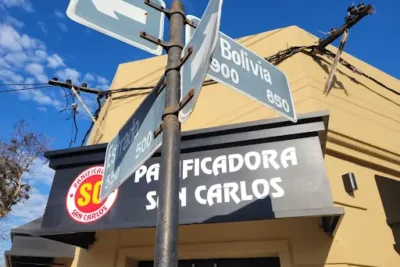 Bolivia
900
850
500
PANIFICADORA
SAN CARLOS
PANIFICADORA
SC
SAN CARLOS